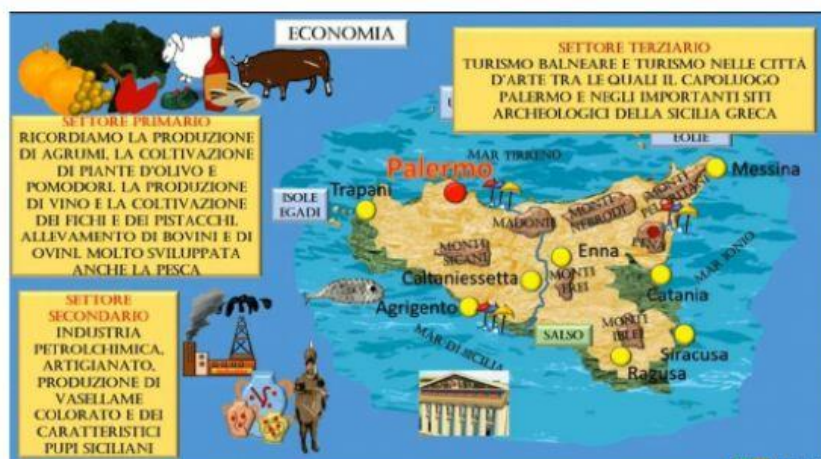 ECONOMIA
SETTORE TERZIARIO
TURISMO BALNEARE E TURISMO NELLE CITTÀ
D'ARTE TRA LE QUALI IL CAPOLUOGO
PALERMO E NEGLI IMPORTANTI SITI
ARCHEOLOGICI DELLA SICILIA GRECA
SETTORE PRIMARIO
RICORDIAMO LA PRODUZIONE
DI AGRUMI, LA COLTIVAZIONE
DI PIANTE D'OLIVO E
POMODORI. LA PRODUZIONE
DI VINO E LA COLTIVAZIONE
DEI FICHI E DEI PISTACCHI.
ALLEVAMENTO DI BOVINI E DI
OVINI. MOLTO SVILUPPATA
ANCHE LA PESCA
SETTORE
SECONDARIO
INDUSTRIA
PETROLCHIMICA,
ARTIGIANATO,
PRODUZIONE DI
VASELLAME
COLORATO E DEI
CARATTERISTICI
PUPI SICILIANI
EOLIE
MAR TIRRENO
Palermo
Messina
Trapani
ISOLE
EGADI
MONTI
PELORITANI
MONTI
NEBRODI
MADONIE
MONTI
SICANI
Enna
MAR IONIO
Caltaniessetta
MONTI
EREI
Catania
Agrigento
SALSO
MONTI
IBLEI
Siracusa
MAR DI SICILIA
Ragusa